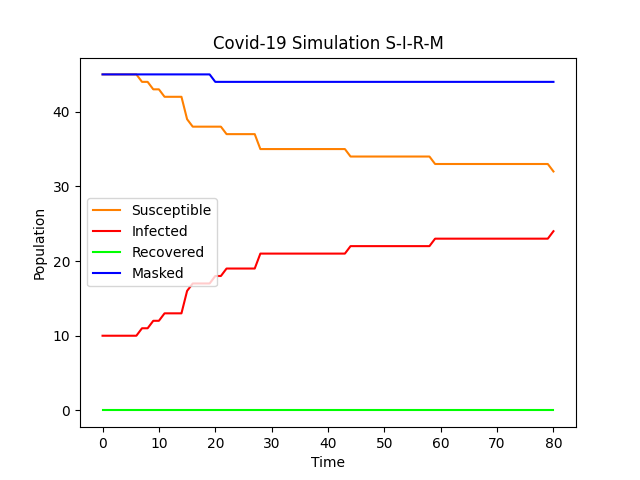 Covid-19 Simulation S-I-R-M
Population
40
30
20
10
0
Susceptible
Infected
Recovered
Masked
0 10 20 30 40 50 60 70 80
Time